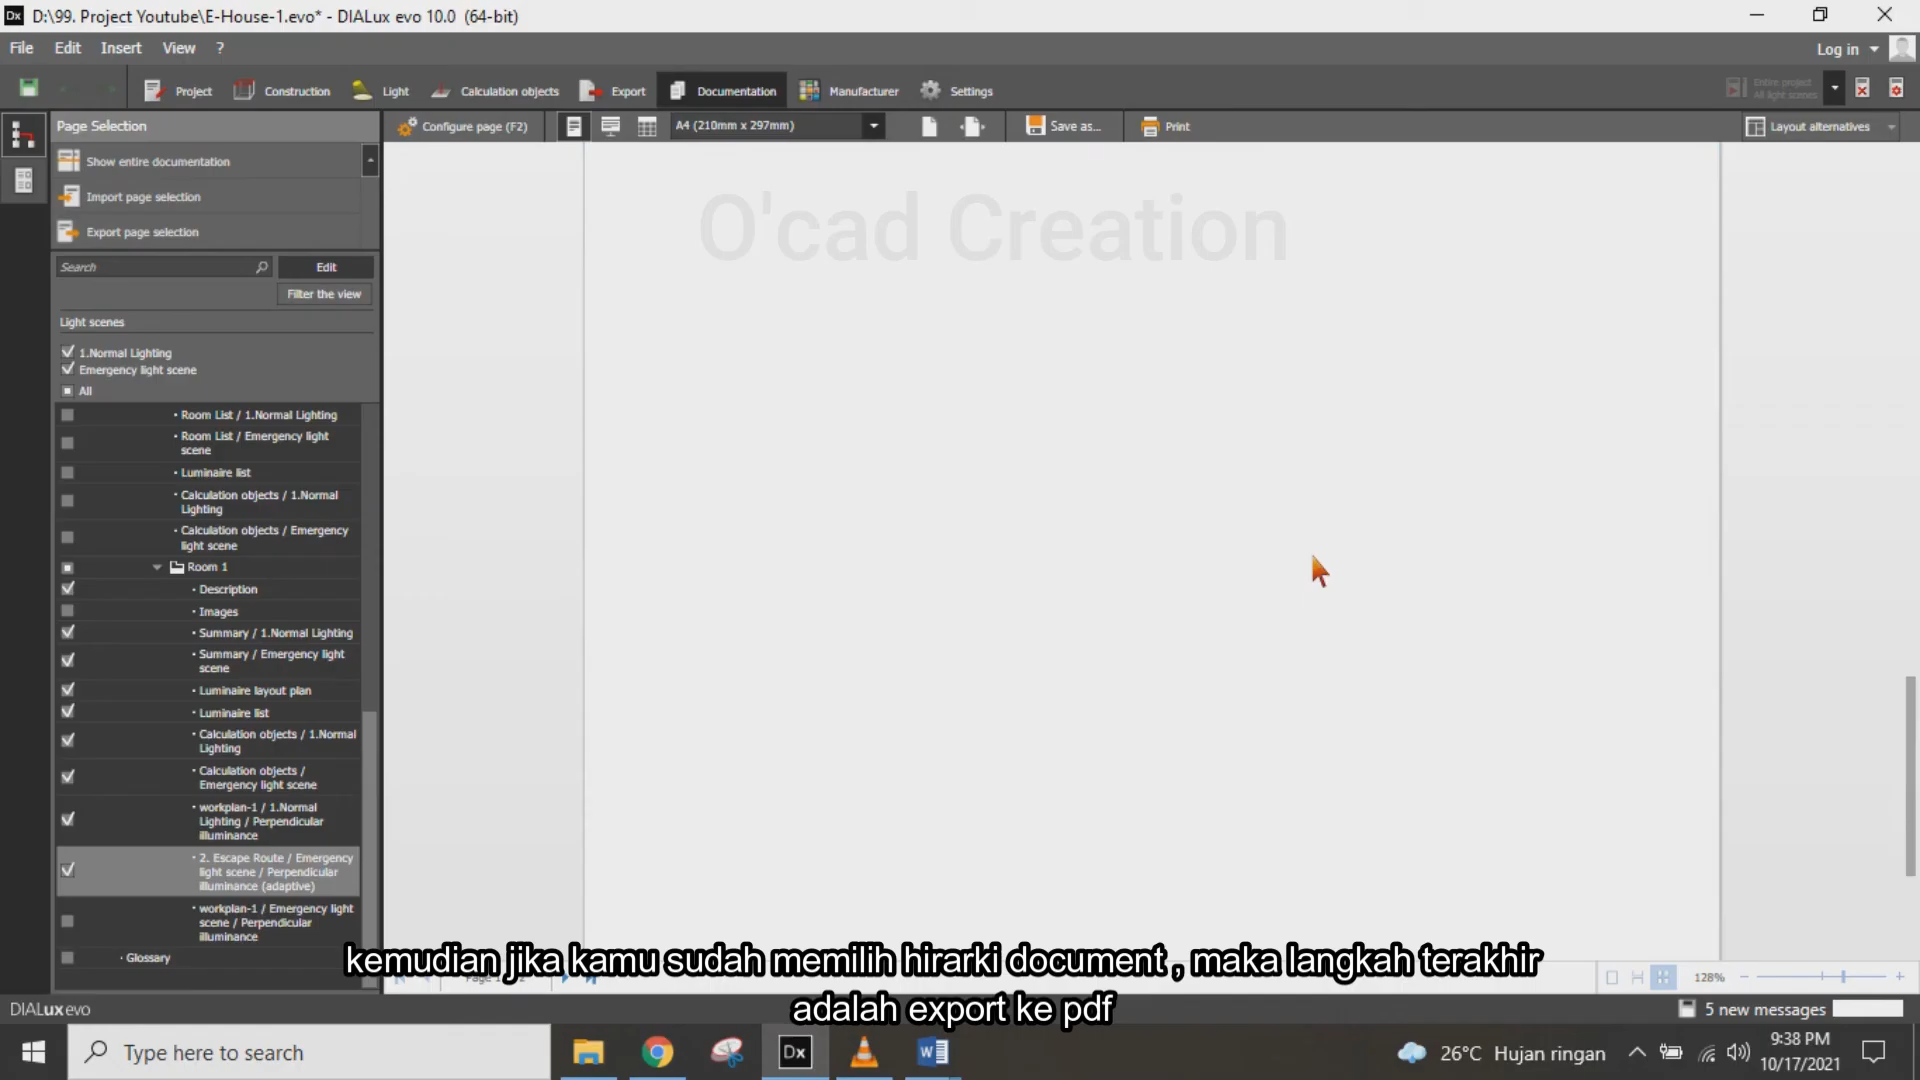 Dx D:\99. Project Youtube\E-House-1.evo* - DIALux evo 10.0 (64-bit)
File Edit Insert View ?
Log in
Project Construction Light Calculation objects Export Documentation Manufacturer Settings
Entire project
All light scenes
Page Selection
Configure page (F2)
A4 (210mm x 297mm)
Save as...
Print
Layout alternatives
Show entire documentation
Import page selection
Export page selection
Search
Edit
Filter the view
Light scenes
1.Normal Lighting
Emergency light scene
All
Room List / 1.Normal Lighting
Room List / Emergency light
scene
Luminaire list
Calculation objects / 1.Normal
Lighting
Calculation objects / Emergency
light scene
Room 1
Description
Images
Summary / 1.Normal Lighting
Summary / Emergency light
scene
Luminaire layout plan
Luminaire list
Calculation objects / 1.Normal
Lighting
Calculation objects /
Emergency light scene
workplan-1 / 1.Normal
Lighting / Perpendicular
illuminance
2. Escape Route / Emergency
light scene / Perpendicular
illuminance (adaptive)
workplan-1 / Emergency light
scene / Perpendicular
illuminance
Glossary
O'cad Creation
kemudian jika kamu sudah memilih hirarki document , maka langkah terakhir
adalah export ke pdf
128%
DIALux evo
5 new messages
Type here to search
Dx
26°C Hujan ringan
9:38 PM
10/17/2021